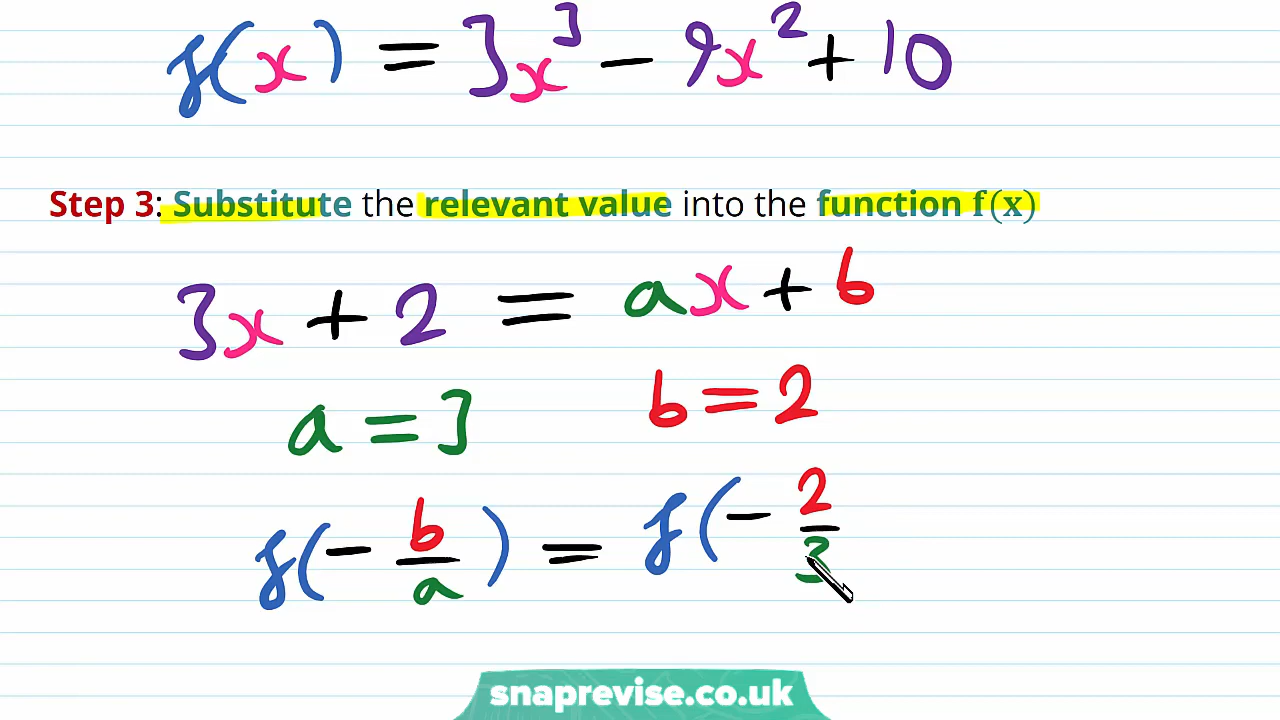 f(x) = 3x³ - 9x² + 10
Step 3: Substitute the relevant value into the function f(x)
3x + 2 = ax + b
a = 3 b = 2
f(- b/a) = f(- 2/3
snaprevise.co.uk